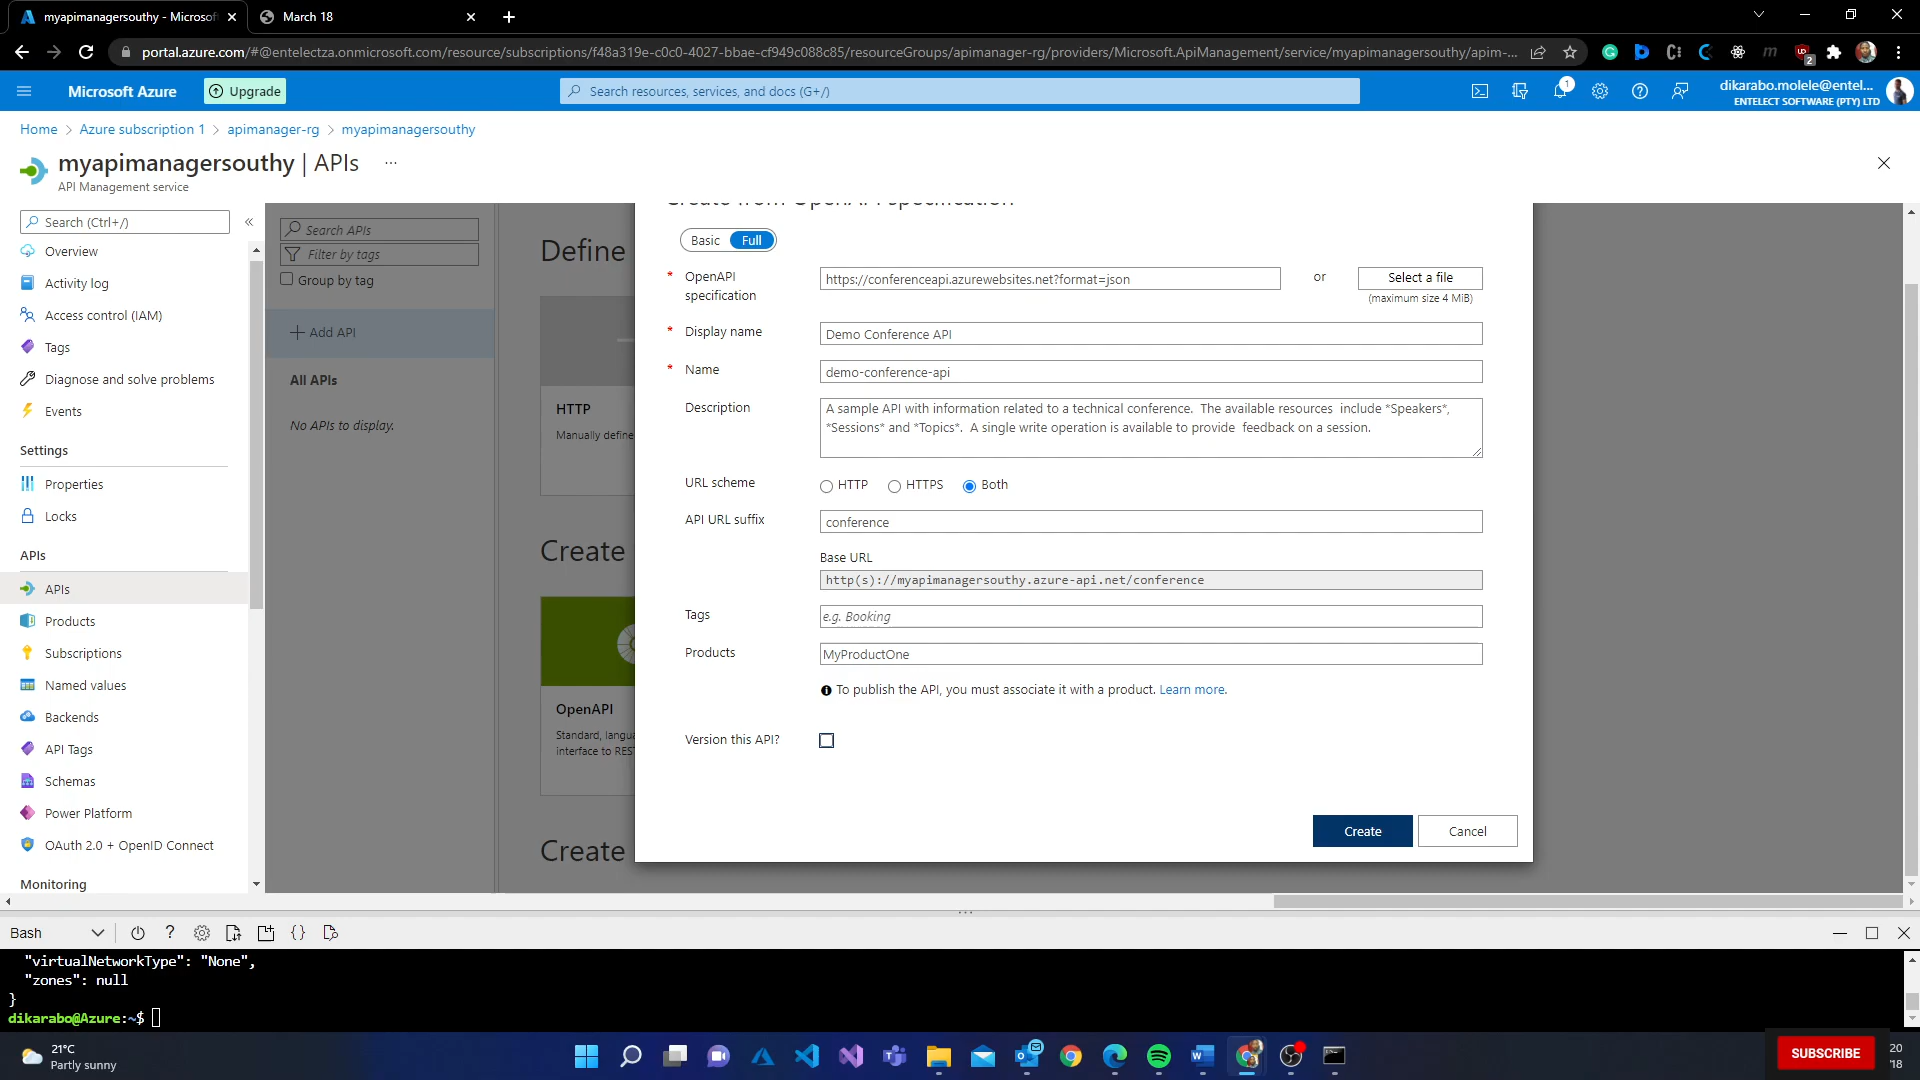 myapimanagersouthy - Microsof
March 18
portal.azure.com/#@entelectza.onmicrosoft.com/resource/subscriptions/f48a319e-c0c0-4027-bbae-cf949c088c85/resourceGroups/apimanager-rg/providers/Microsoft.ApiManagement/service/myapimanagersouthy/apim-...
2
Microsoft Azure
Upgrade
Search resources, services, and docs (G+/)
1
dikarabo.molele@entel...
ENTELECT SOFTWARE (PTY) LTD
Home > Azure subscription 1 > apimanager-rg > myapimanagersouthy
myapimanagersouthy | APIs ...
API Management service
Search (Ctrl+/)
«
Overview
Activity log
Access control (IAM)
Tags
Diagnose and solve problems
Events
Settings
Properties
Locks
APIs
APIs
Products
Subscriptions
Named values
Backends
API Tags
Schemas
Power Platform
OAuth 2.0 + OpenID Connect
Monitoring
Search APIs
Filter by tags
Group by tag
+ Add API
All APIs
No APIs to display.
Define
HTTP
Manually define
Create
OpenAPI
Standard, langu
interface to RES
Create
Create from OpenAPI specification
Basic Full
* OpenAPI specification
https://conferenceapi.azurewebsites.net?format=json
or
Select a file
(maximum size 4 MiB)
* Display name
Demo Conference API
* Name
demo-conference-api
Description
A sample API with information related to a technical conference.  The available resources  include *Speakers*,
*Sessions* and *Topics*.  A single write operation is available to provide  feedback on a session.
URL scheme
HTTP HTTPS Both
API URL suffix
conference
Base URL
http(s)://myapimanagersouthy.azure-api.net/conference
Tags
e.g. Booking
Products
MyProductOne
To publish the API, you must associate it with a product. Learn more.
Version this API?
Create
Cancel
Bash
? {}
"virtualNetworkType": "None",
"zones": null
}
dikarabo@Azure:~$
21°C
Partly sunny
SUBSCRIBE
20
'18